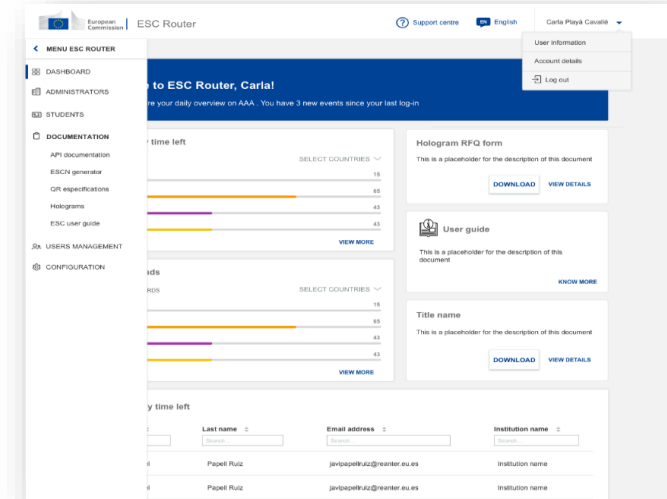 European Commission
ESC Router
Support centre
EN English
Carla Playà Cavallé
User Information
Account details
Log out
MENU ESC ROUTER
DASHBOARD
ADMINISTRATORS
STUDENTS
DOCUMENTATION
API documentation
ESCN generator
QR especifications
Holograms
ESC user guide
USERS MANAGEMENT
CONFIGURATION
to ESC Router, Carla!
re your daily overview on AAA . You have 3 new events since your last log-in
time left
SELECT COUNTRIES
16
65
43
43
VIEW MORE
SELECT COUNTRIES
16
65
43
43
VIEW MORE
Hologram RFQ form
This is a placeholder for the description of this document
DOWNLOAD VIEW DETAILS
User guide
This is a placeholder for the description of this
document
KNOW MORE
Title name
This is a placeholder for the description of this document
DOWNLOAD VIEW DETAILS
y time left
Last name Email address Institution name
Search... Search... Search...
Papell Ruiz javipapellruiz@reanter.eu.es Institution name
Papell Ruiz javipapellruiz@reanter.eu.es Institution name